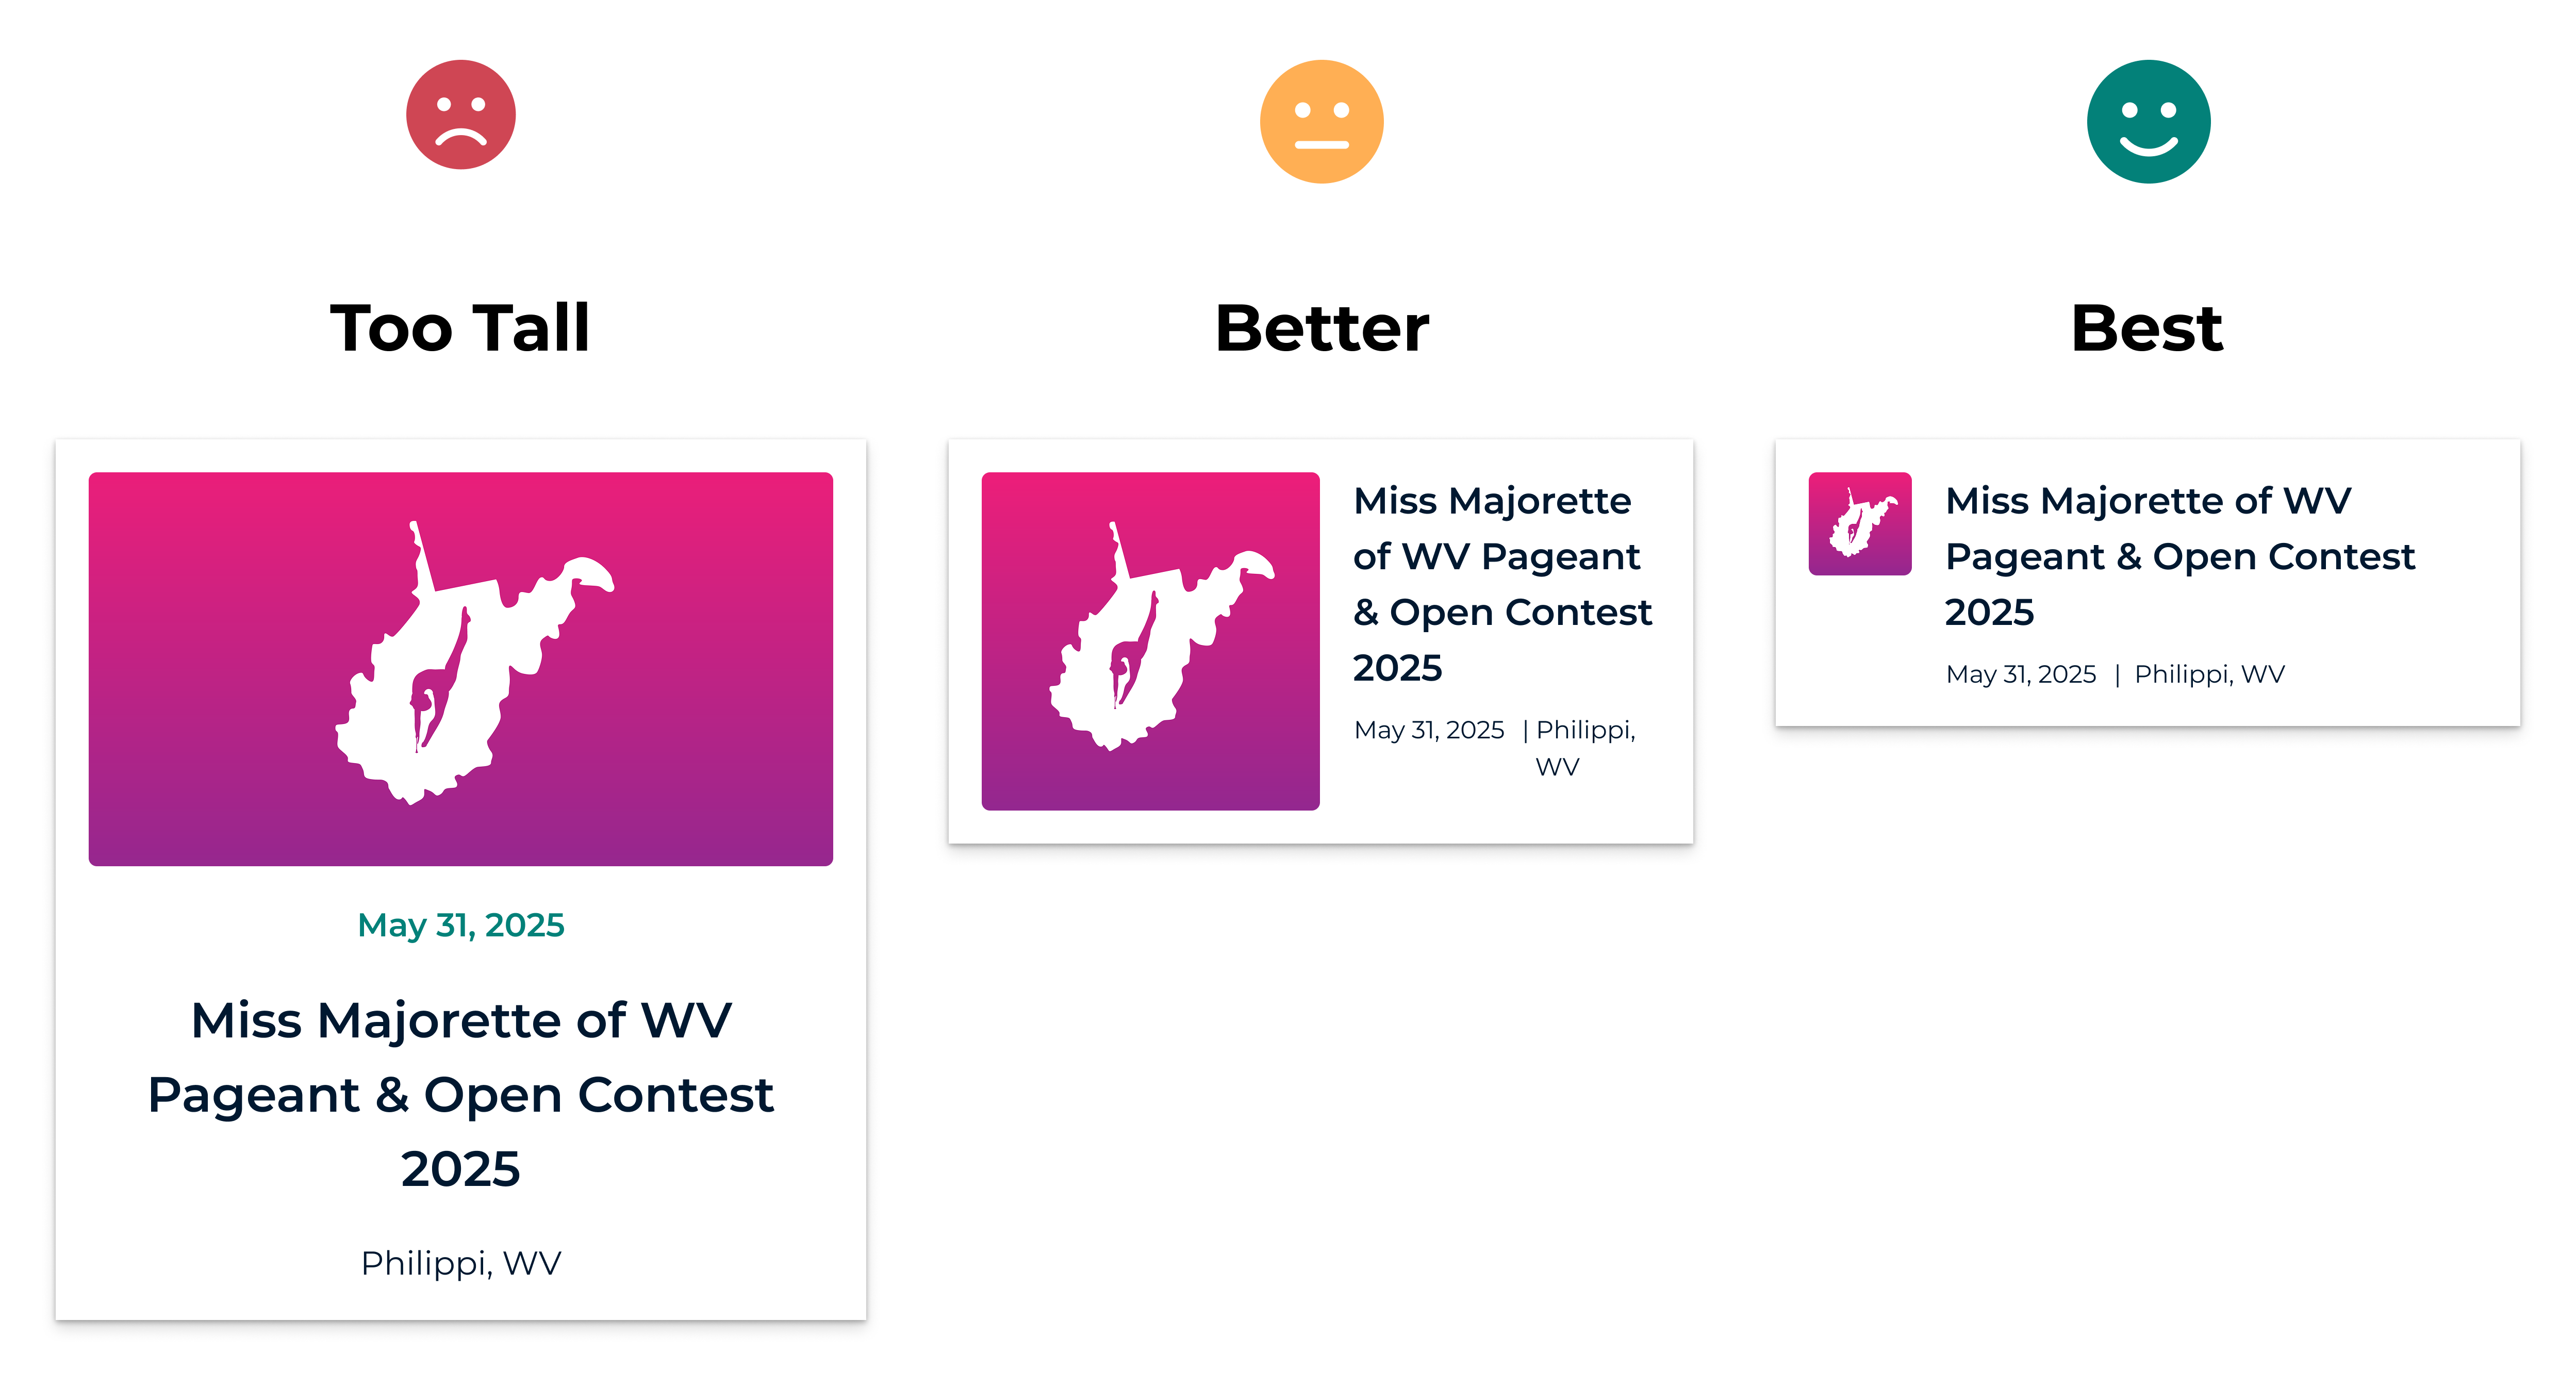 Too Tall
May 31, 2025
Miss Majorette of WV
Pageant & Open Contest
2025
Philippi, WV
Better
Miss Majorette
of WV Pageant
& Open Contest
2025
May 31, 2025 | Philippi,
WV
Best
Miss Majorette of WV
Pageant & Open Contest
2025
May 31, 2025 | Philippi, WV